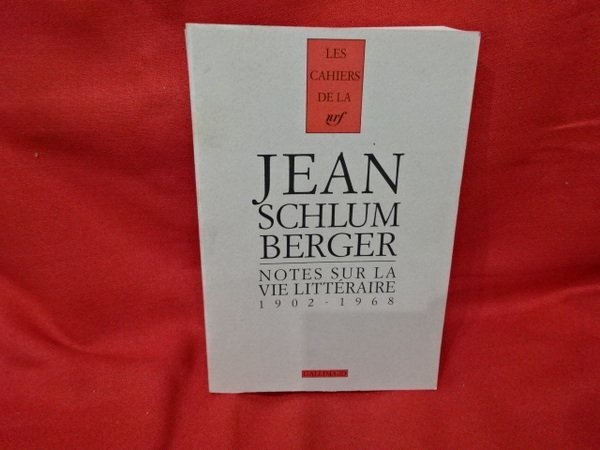 LES
CAHIERS
DE LA
nrf
JEAN
SCHLUM
BERGER
NOTES SUR LA
VIE LITTÉRAIRE
1902-1968
GALLIMARD